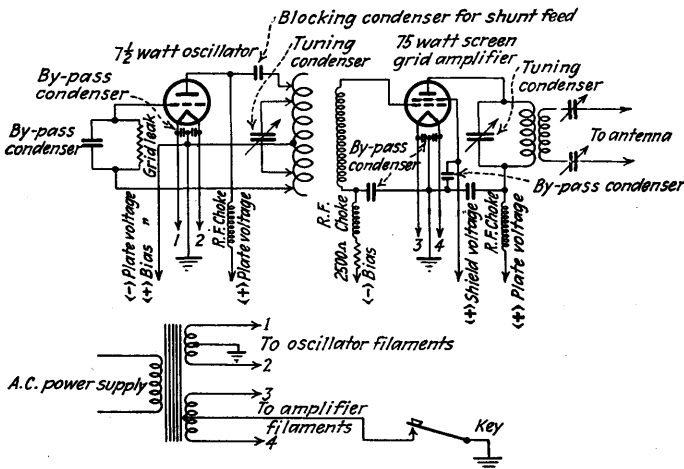 Blocking condenser for shunt feed
7½ watt oscillator
Tuning
condenser
75 watt screen
grid amplifier
Tuning
condenser
By-pass
condenser
By-pass
condenser
Grid leak
To antenna
By-pass
condenser
By-pass condenser
(-) Plate voltage
(+) Bias "
1
2
R.F. Choke
(+) Plate voltage
R.F.
Choke
2500Ω
(-) Bias
3
4
(+) Shield voltage
R.F. Choke
(+) Plate voltage
1
To oscillator filaments
2
A.C. power supply
3
To amplifier
filaments
4
Key